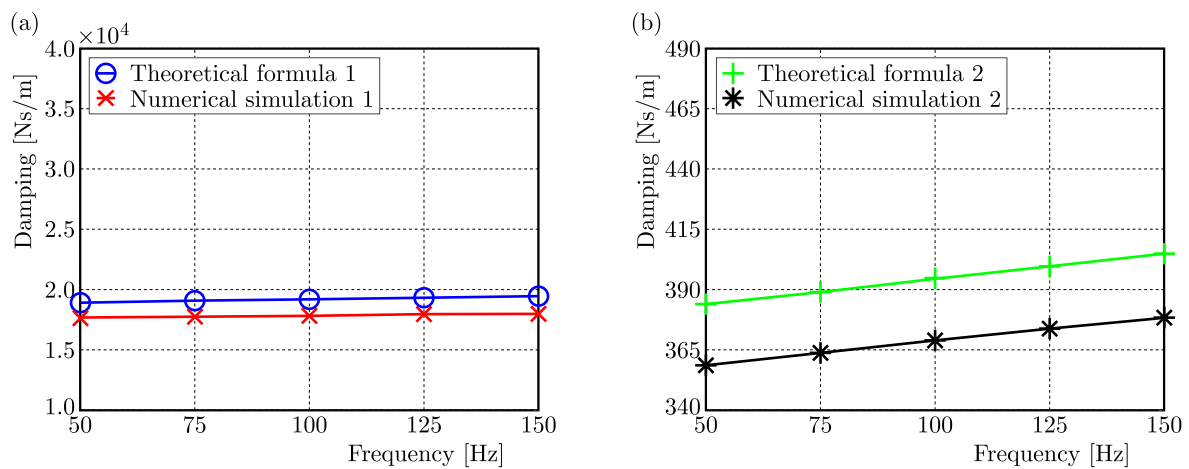 (a)
×10⁴
4.0
3.5
3.0
2.5
2.0
1.5
1.0
Damping [Ns/m]
Theoretical formula 1
Numerical simulation 1
50 75 100 125 150
Frequency [Hz]
(b)
490
465
440
415
390
365
340
Damping [Ns/m]
Theoretical formula 2
Numerical simulation 2
50 75 100 125 150
Frequency [Hz]